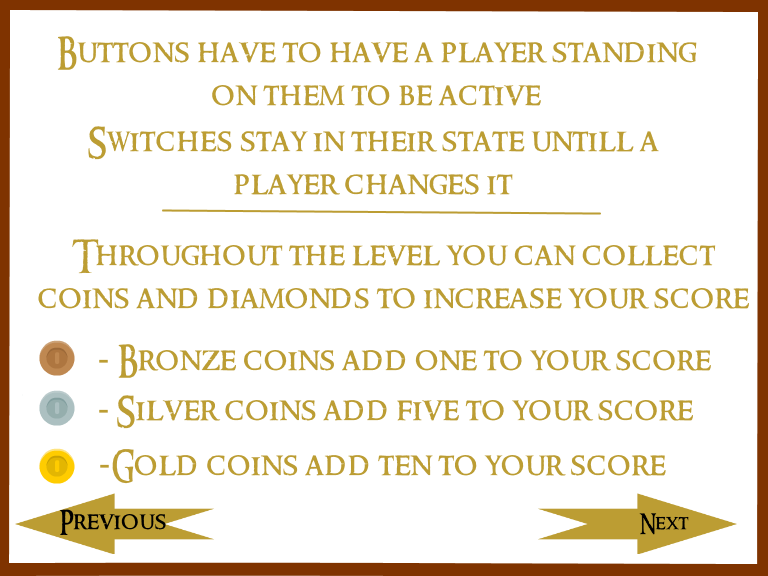 Buttons have to have a player standing
on them to be active
Switches stay in their state untill a
player changes it
Throughout the level you can collect
coins and diamonds to increase your score
- Bronze coins add one to your score
- Silver coins add five to your score
-Gold coins add ten to your score
Previous
Next